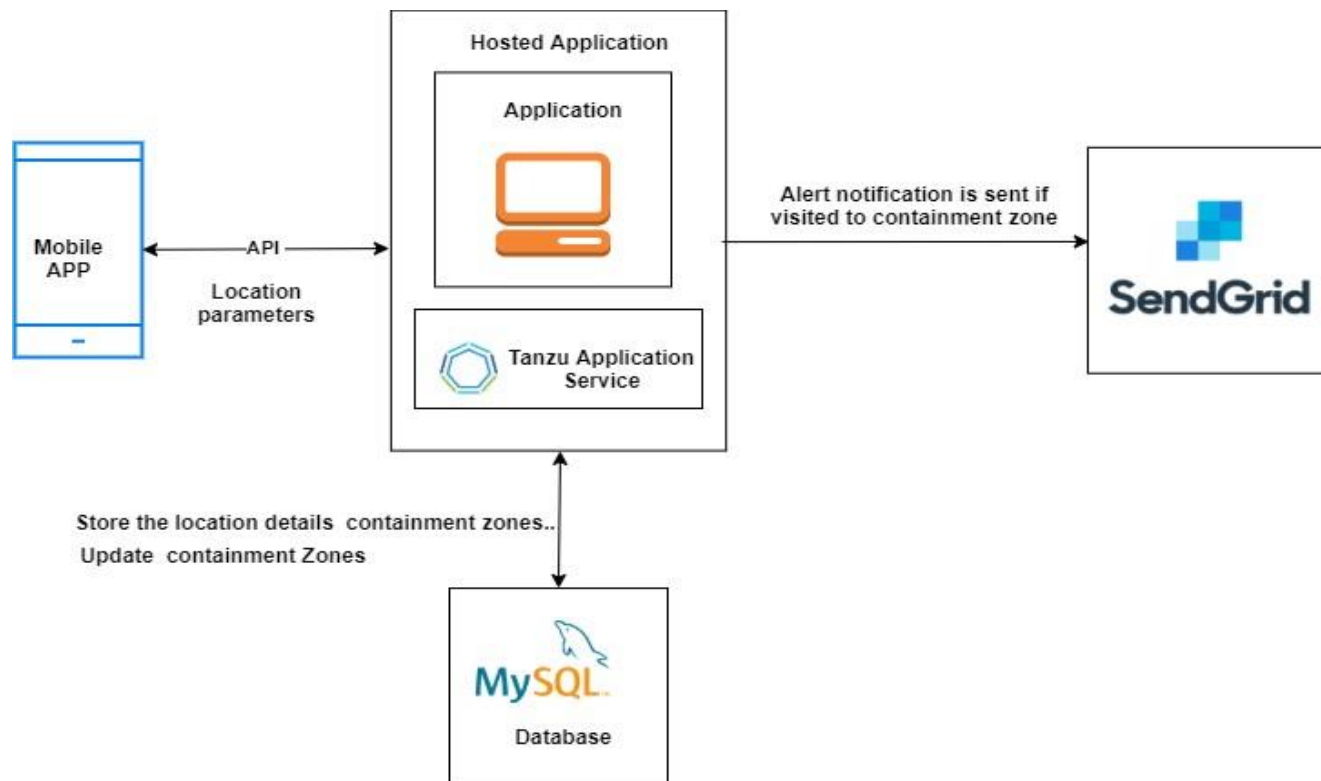 Hosted Application
Application
Mobile
APP
API
Location
parameters
Tanzu Application
Service
Alert notification is sent if
visited to containment zone
SendGrid
Store the location details  containment zones..
Update  containment Zones
MySQL
Database